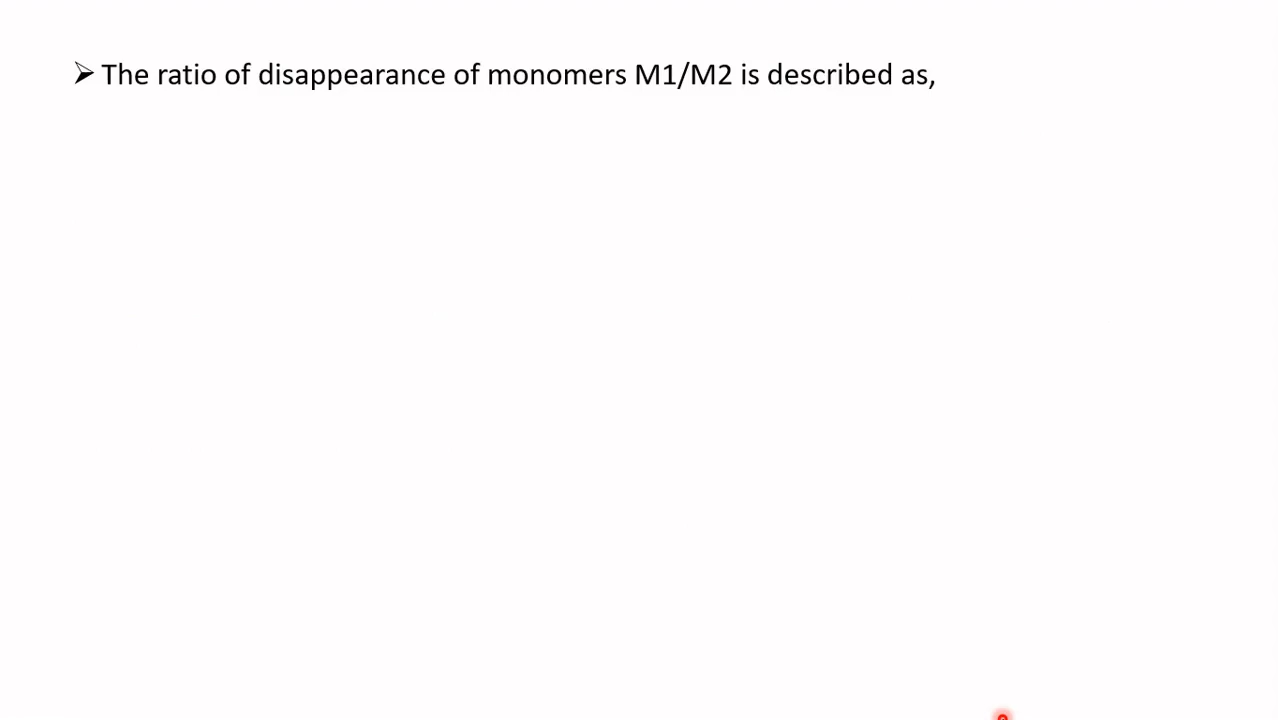 ➢ The ratio of disappearance of monomers M1/M2 is described as,